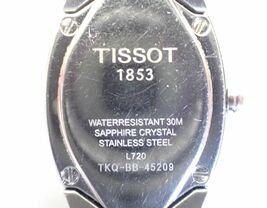 TISSOT
1853
WATERRESISTANT 30M
SAPPHIRE CRYSTAL
STAINLESS STEEL
L720
TKQ-BB-45209